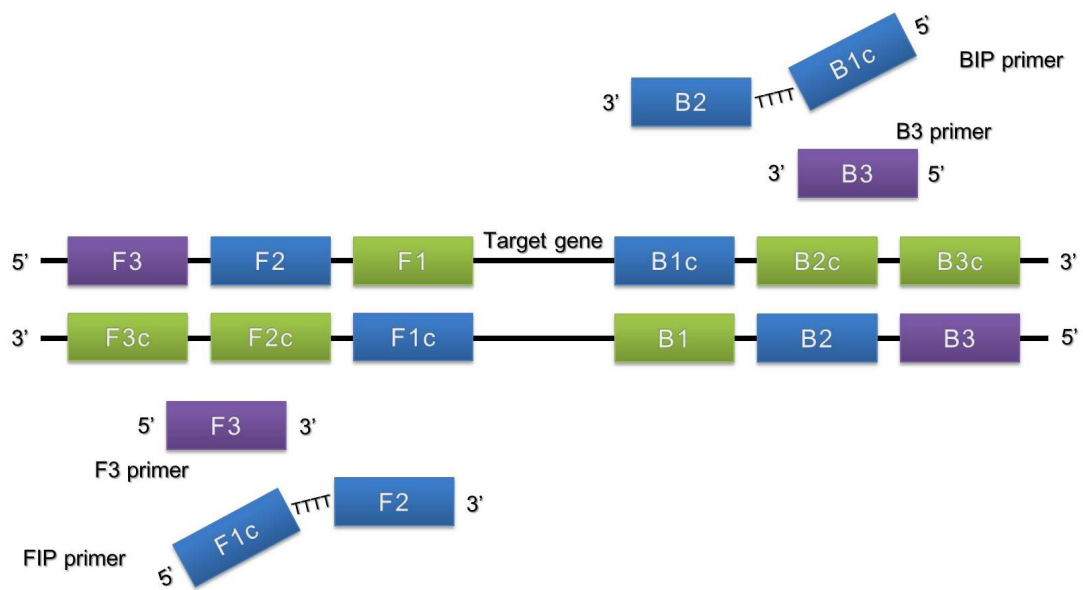 5’
B1c
BIP primer
3’
B2
TTTT
B3 primer
3’
B3
5’
Target gene
5’
F3
F2
F1
B1c
B2c
B3c
3’
3’
F3c
F2c
F1c
B1
B2
B3
5’
5’
F3
3’
F3 primer
TTTT
F2
3’
F1c
FIP primer
5’